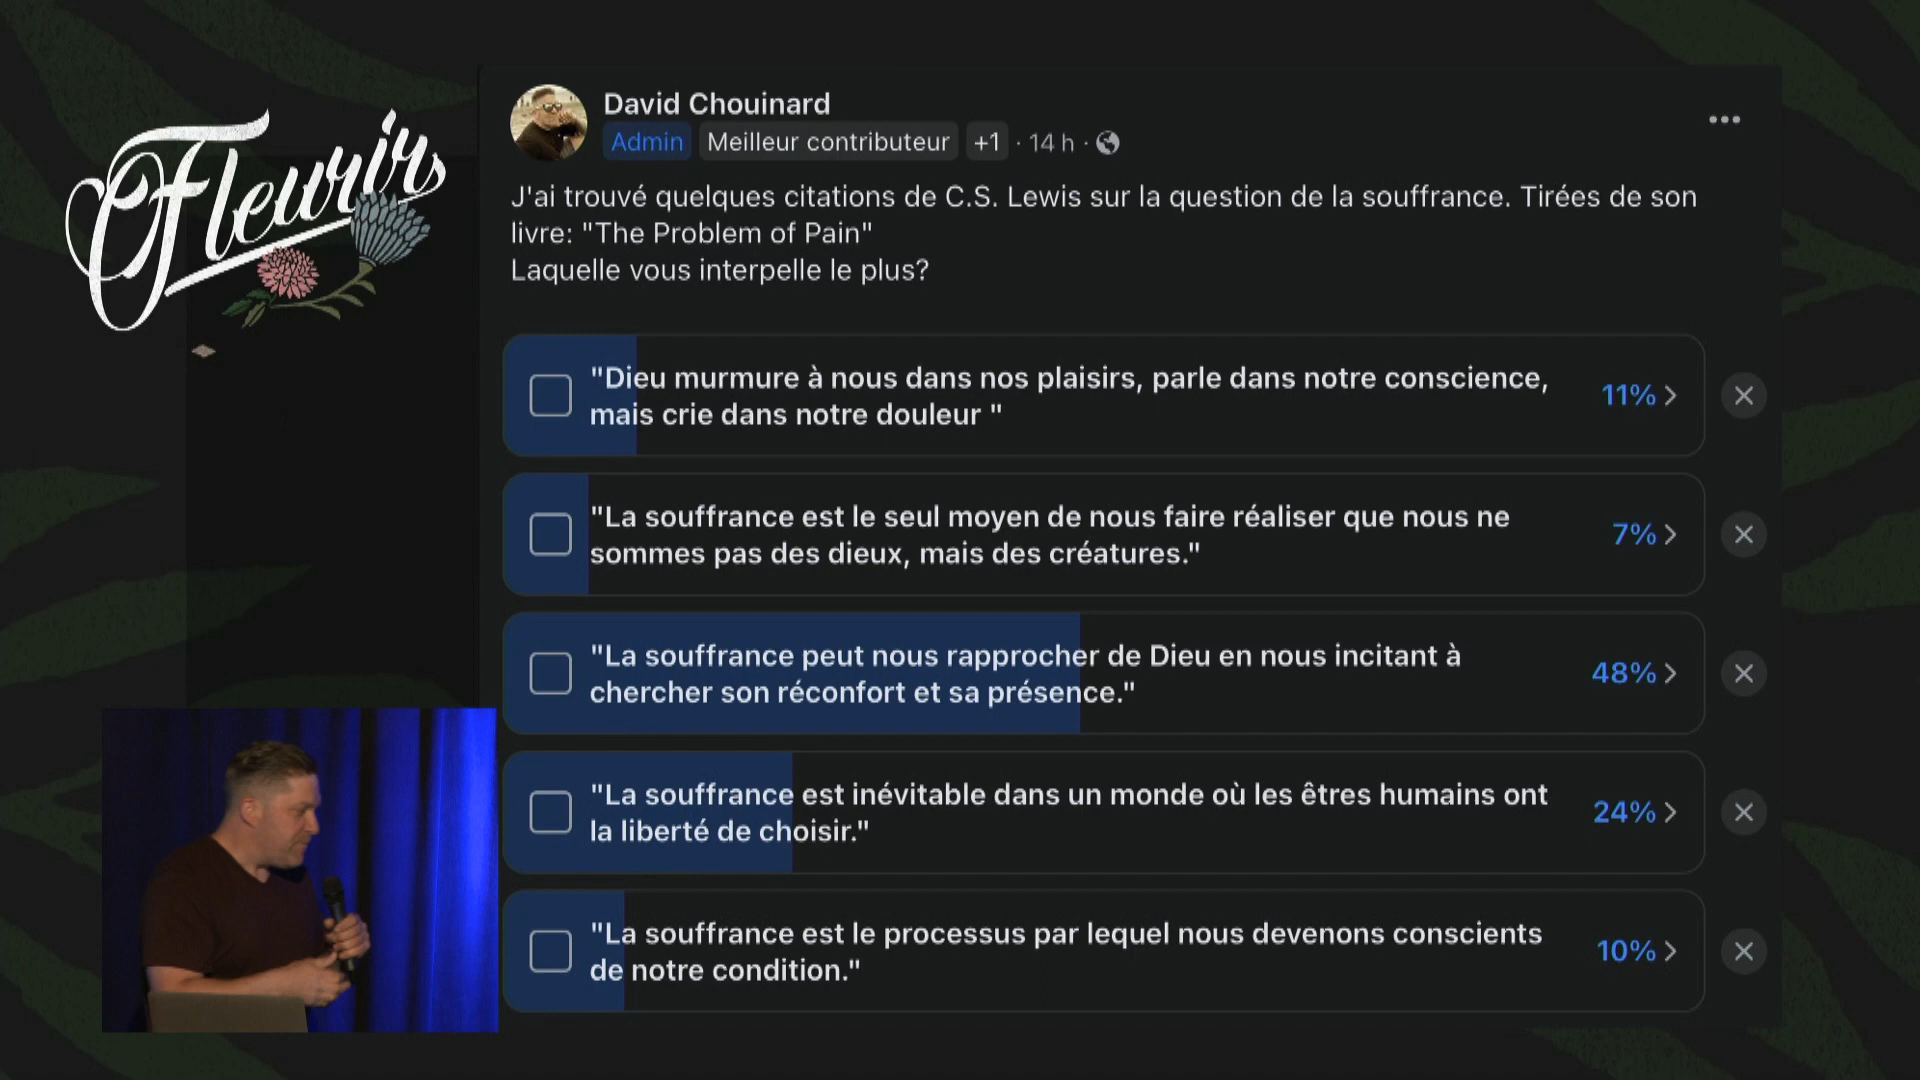 Fleurir
David Chouinard
Admin Meilleur contributeur +1 · 14 h ·
J'ai trouvé quelques citations de C.S. Lewis sur la question de la souffrance. Tirées de son
livre: "The Problem of Pain"
Laquelle vous interpelle le plus?
"Dieu murmure à nous dans nos plaisirs, parle dans notre conscience,
mais crie dans notre douleur "
11%
"La souffrance est le seul moyen de nous faire réaliser que nous ne
sommes pas des dieux, mais des créatures."
7%
"La souffrance peut nous rapprocher de Dieu en nous incitant à
chercher son réconfort et sa présence."
48%
"La souffrance est inévitable dans un monde où les êtres humains ont
la liberté de choisir."
24%
"La souffrance est le processus par lequel nous devenons conscients
de notre condition."
10%